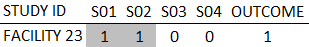 STUDY ID S01 S02 S03 S04 OUTCOME
FACILITY 23 1 1 0 0 1